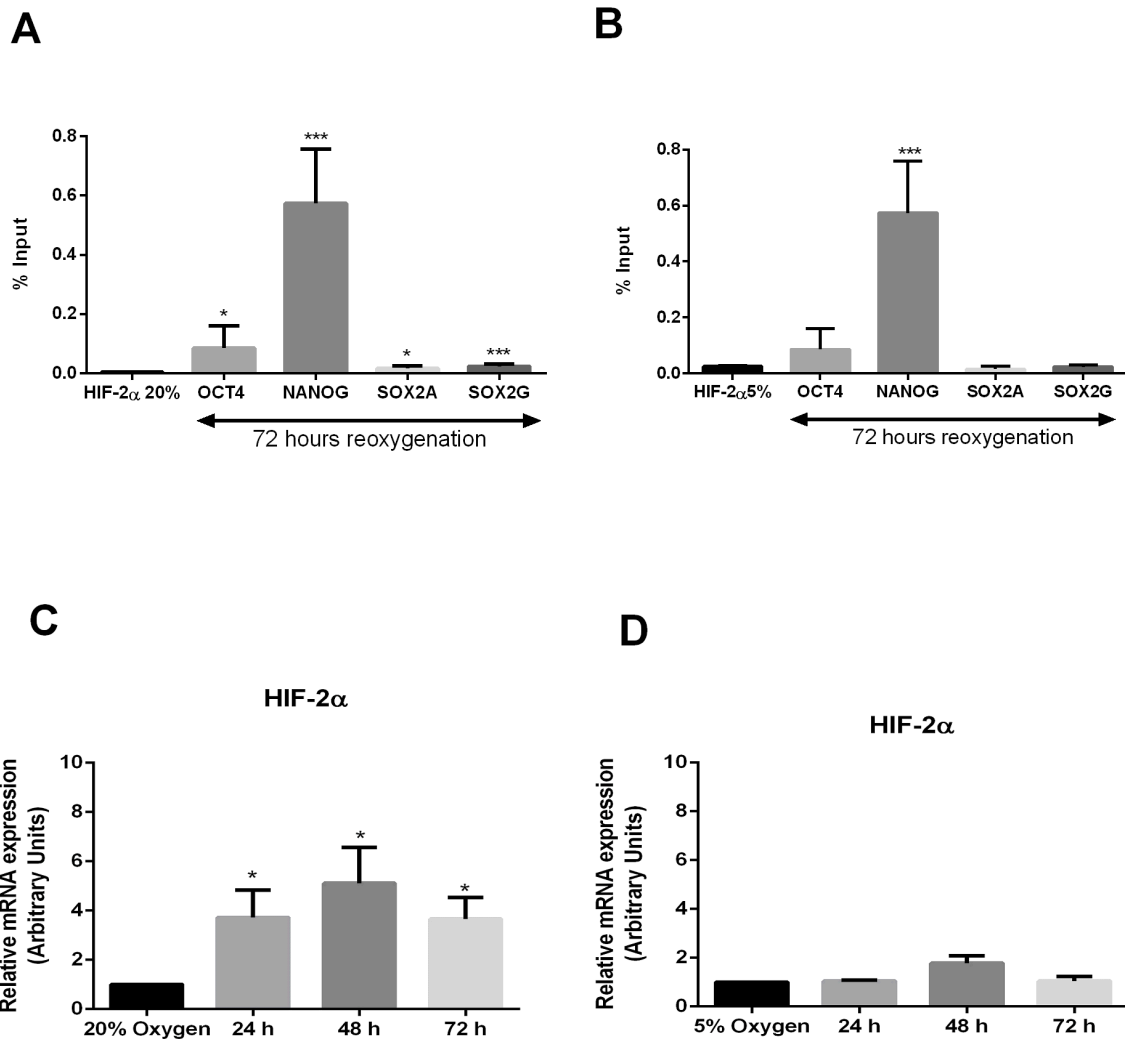 A
B
% Input
0.8
0.6
0.4
0.2
0.0
***
*
*
***
HIF-2α 20% OCT4 NANOG SOX2A SOX2G
72 hours reoxygenation
% Input
0.8
0.6
0.4
0.2
0.0
***
HIF-2α5% OCT4 NANOG SOX2A SOX2G
72 hours reoxygenation
C
D
HIF-2α
Relative mRNA expression
(Arbitrary Units)
10
8
6
4
2
0
*
*
*
20% Oxygen 24 h 48 h 72 h
HIF-2α
Relative mRNA expression
(Arbitrary Units)
10
8
6
4
2
0
5% Oxygen 24 h 48 h 72 h